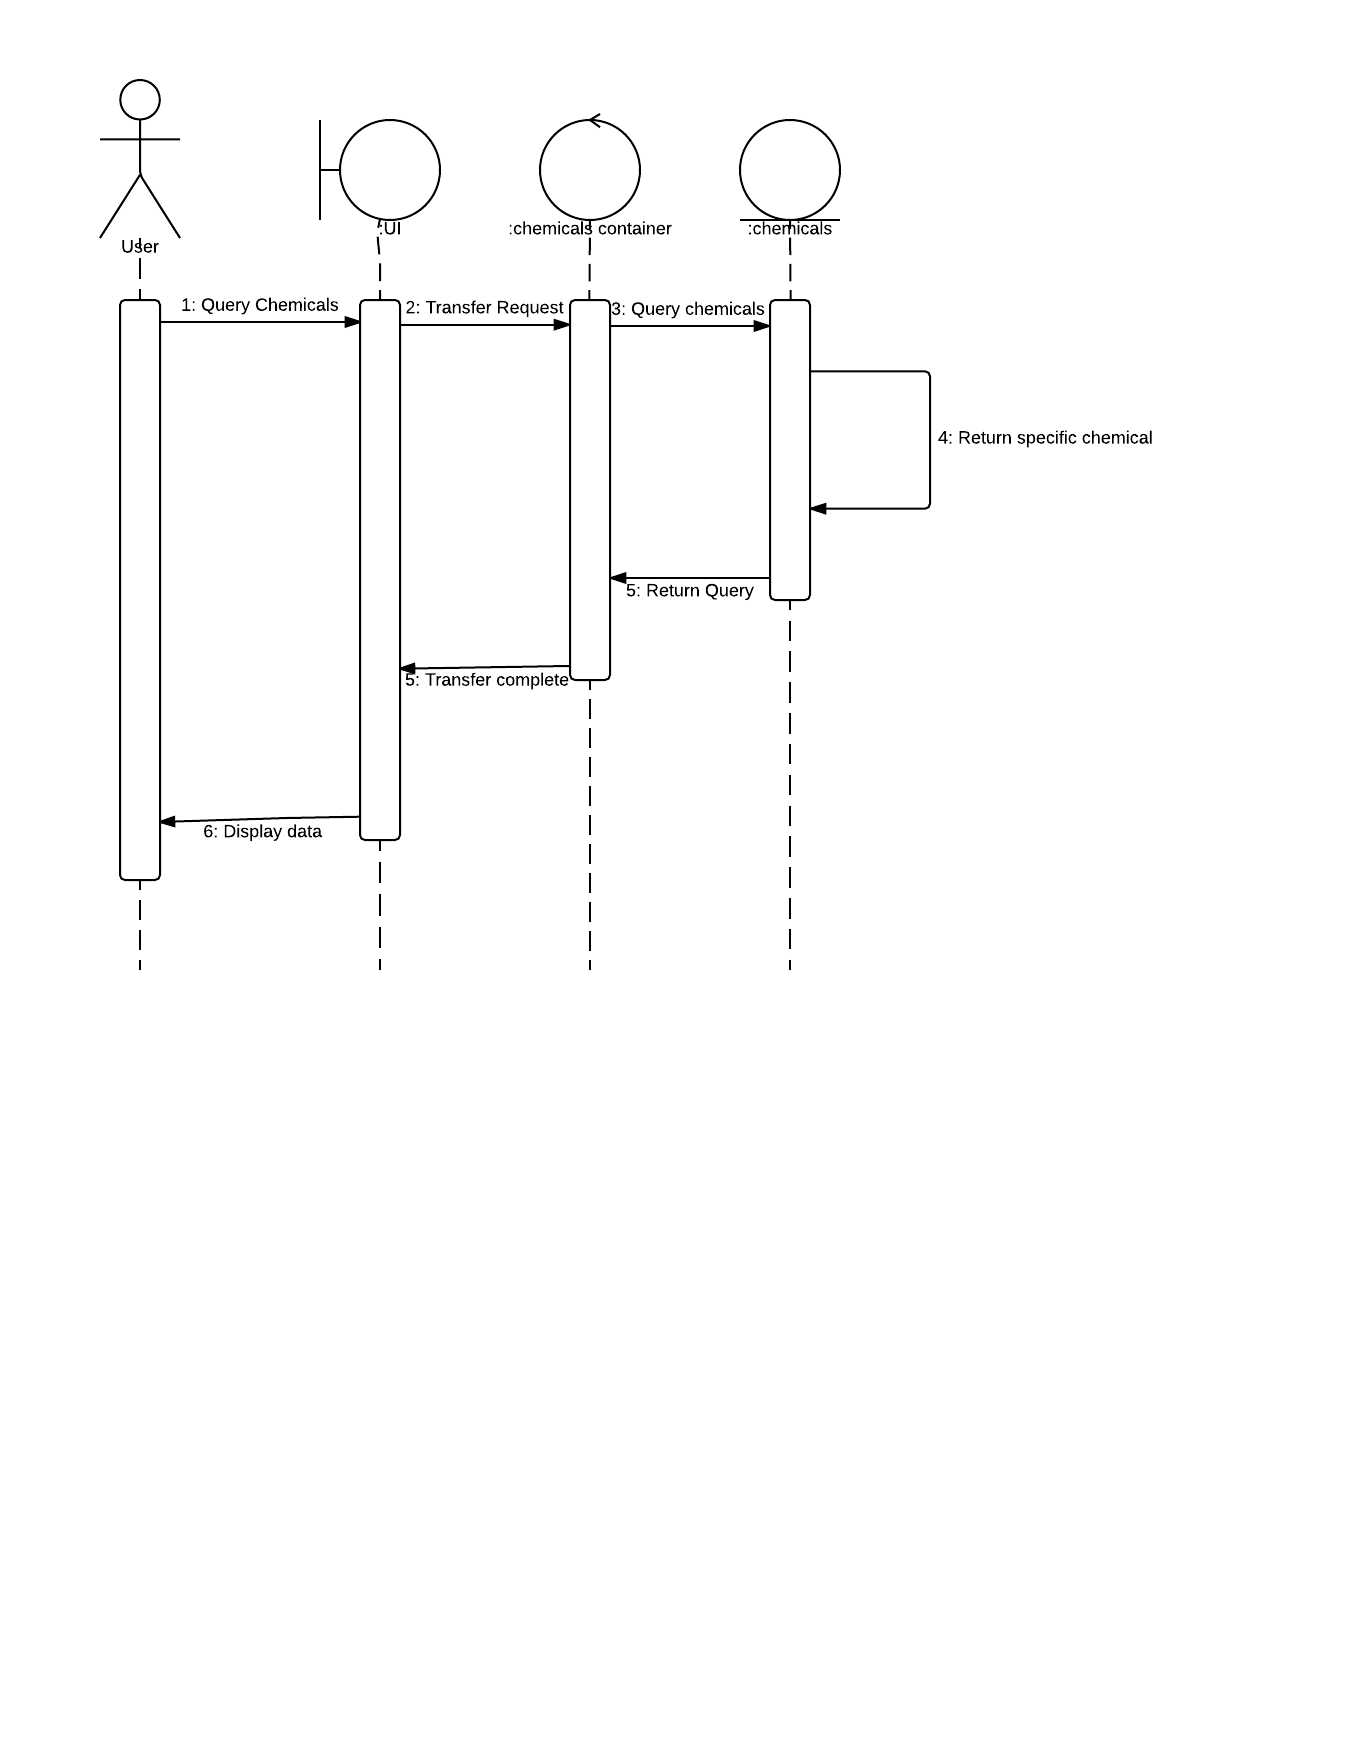 User
:UI
:chemicals container
:chemicals
1: Query Chemicals
2: Transfer Request
3: Query chemicals
4: Return specific chemical
5: Return Query
5: Transfer complete
6: Display data